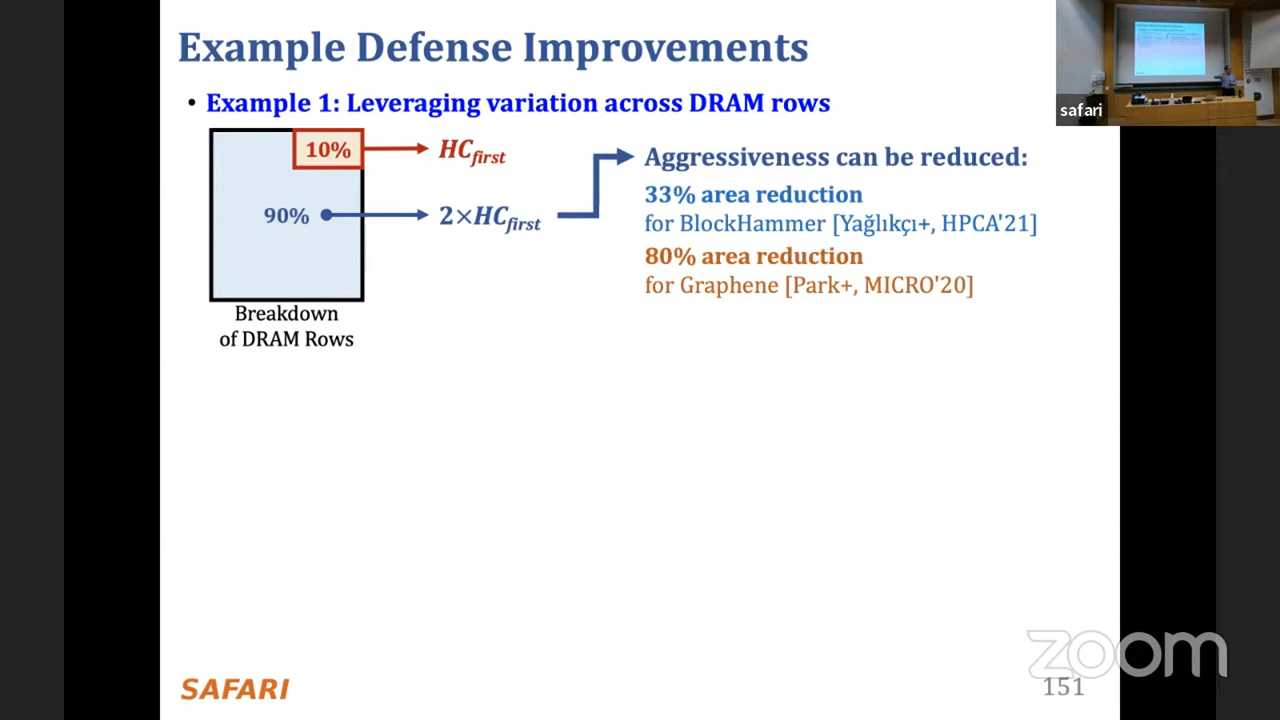 Example Defense Improvements
• Example 1: Leveraging variation across DRAM rows
10%
HCfirst
90%
2×HCfirst
Breakdown
of DRAM Rows
Aggressiveness can be reduced:
33% area reduction
for BlockHammer [Yağlıkçı+, HPCA'21]
80% area reduction
for Graphene [Park+, MICRO'20]
safari
SAFARI
zoom
151